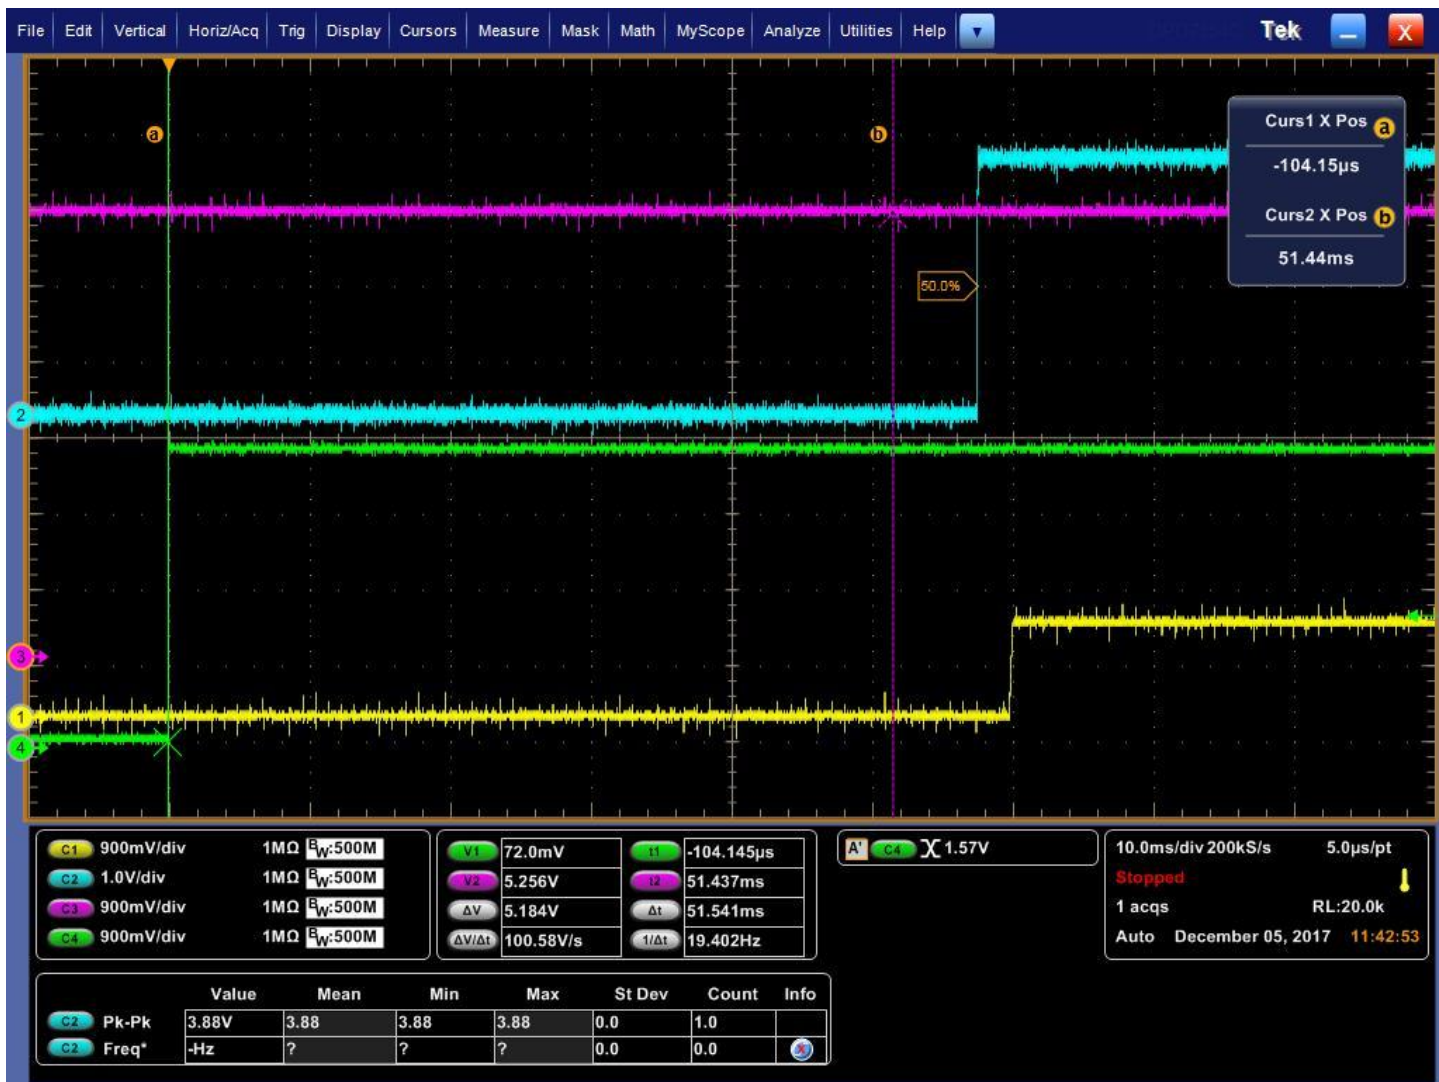 File Edit Vertical Horiz/Acq Trig Display Cursors Measure Mask Math MyScope Analyze Utilities Help Tek X
a b
Curs1 X Pos a
-104.15µs
Curs2 X Pos b
51.44ms
50.0%
2
3
1
4
C1 900mV/div 1MΩ BW:500M
C2 1.0V/div 1MΩ BW:500M
C3 900mV/div 1MΩ BW:500M
C4 900mV/div 1MΩ BW:500M
V1 72.0mV t1 -104.145µs
V2 5.256V t2 51.437ms
ΔV 5.184V Δt 51.541ms
ΔV/Δt 100.58V/s 1/Δt 19.402Hz
A' C4 1.57V
10.0ms/div 200kS/s 5.0µs/pt
Stopped
1 acqs RL:20.0k
Auto December 05, 2017 11:42:53
Value Mean Min Max St Dev Count Info
C2 Pk-Pk 3.88V 3.88 3.88 3.88 0.0 1.0
C2 Freq* -Hz ? ? ? 0.0 0.0